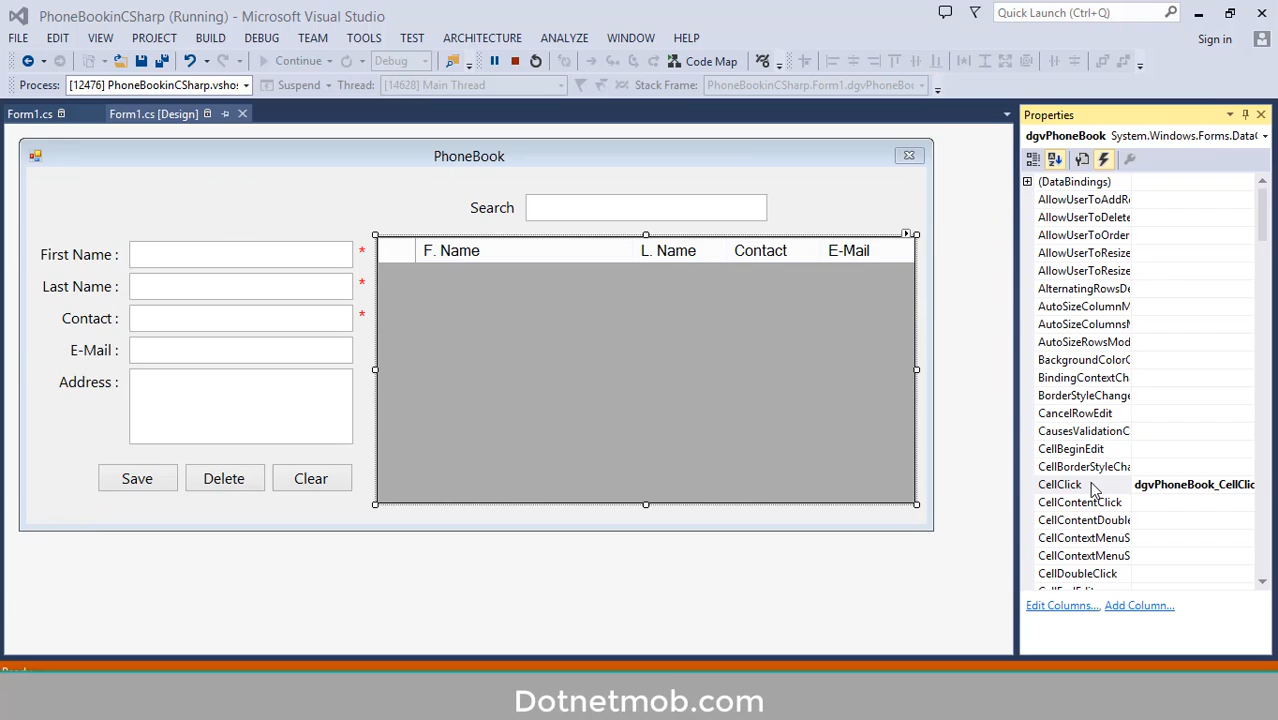 PhoneBookinCSharp (Running) - Microsoft Visual Studio
Quick Launch (Ctrl+Q)
FILE EDIT VIEW PROJECT BUILD DEBUG TEAM TOOLS TEST ARCHITECTURE ANALYZE WINDOW HELP
Sign in
Continue Debug Code Map
Process: [12476] PhoneBookinCSharp.vshos Suspend Thread: [14628] Main Thread Stack Frame: PhoneBookinCSharp.Form1.dgvPhoneBook
Form1.cs Form1.cs [Design]
Properties
dgvPhoneBook System.Windows.Forms.Data
PhoneBook
Search
F. Name L. Name Contact E-Mail
First Name : *
Last Name : *
Contact : *
E-Mail :
Address :
Save Delete Clear
(DataBindings)
AllowUserToAddRo
AllowUserToDelete
AllowUserToOrder
AllowUserToResize
AllowUserToResize
AlternatingRowsDe
AutoSizeColumnM
AutoSizeColumnsM
AutoSizeRowsMod
BackgroundColorC
BindingContextCh
BorderStyleChange
CancelRowEdit
CausesValidationC
CellBeginEdit
CellBorderStyleCha
CellClick dgvPhoneBook_CellClic
CellContentClick
CellContentDouble
CellContextMenuS
CellContextMenuS
CellDoubleClick
Edit Columns..., Add Column...
Dotnetmob.com